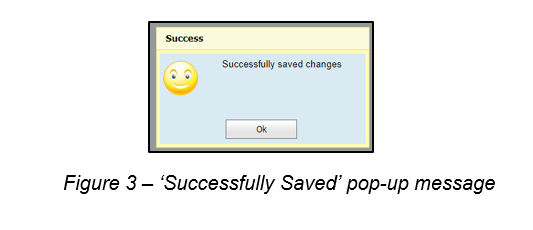 Success
Successfully saved changes
Ok
Figure 3 – ‘Successfully Saved’ pop-up message